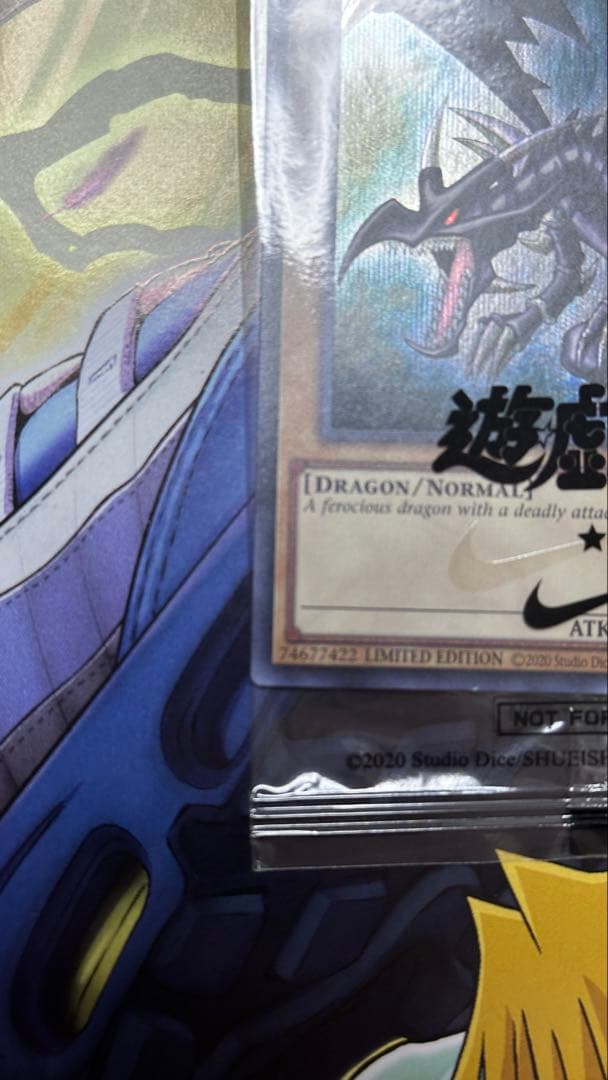 遊戯
[DRAGON/NORMAL]
A ferocious dragon with a deadly attac
ATK
74677422 LIMITED EDITION ©2020 Studio Dic
NOT FOR
©2020 Studio Dice/SHUEISH